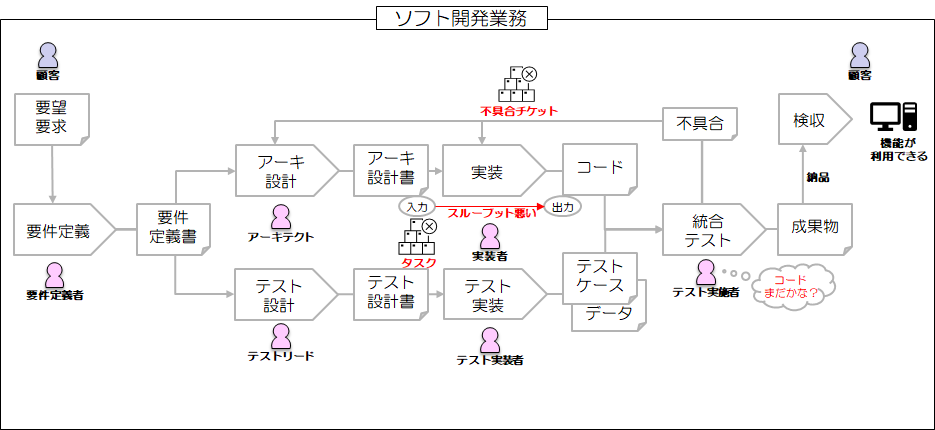 ソフト開発業務
顧客
顧客
要望
要求
不具合チケット
不具合
検収
機能が
利用できる
アーキ
設計
アーキ
設計書
実装
コード
納品
入力
スループット悪い
出力
要件定義
要件
定義書
アーキテクト
タスク
実装者
統合
テスト
成果物
要件定義者
テスト
設計
テスト
設計書
テスト
実装
テスト
ケース
データ
テスト実施者
コード
まだかな？
テストリード
テスト実装者